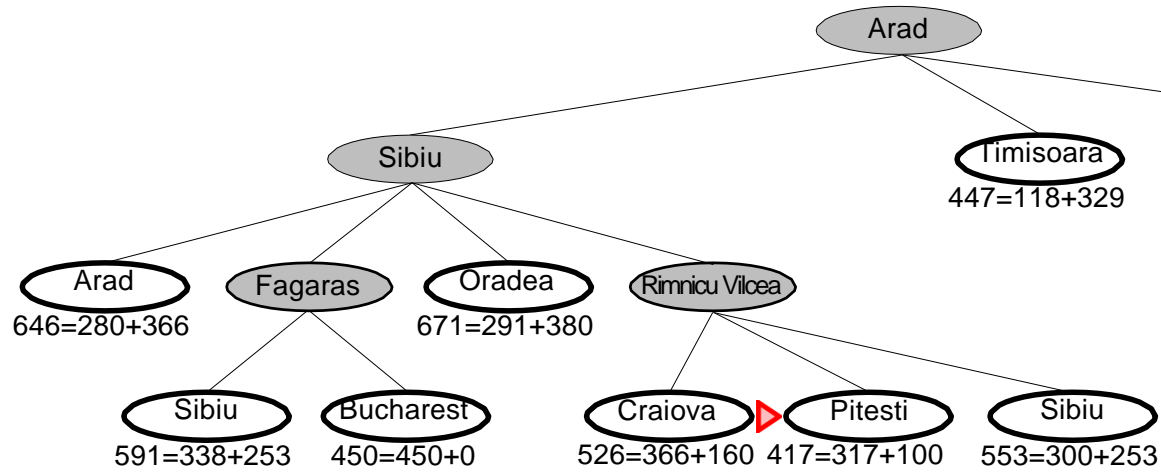 Arad
Sibiu
Timisoara
447=118+329
Arad
Fagaras
Oradea
Rimnicu Vilcea
646=280+366
671=291+380
Sibiu
Bucharest
Craiova
Pitesti
Sibiu
591=338+253
450=450+0
526=366+160
417=317+100
553=300+253